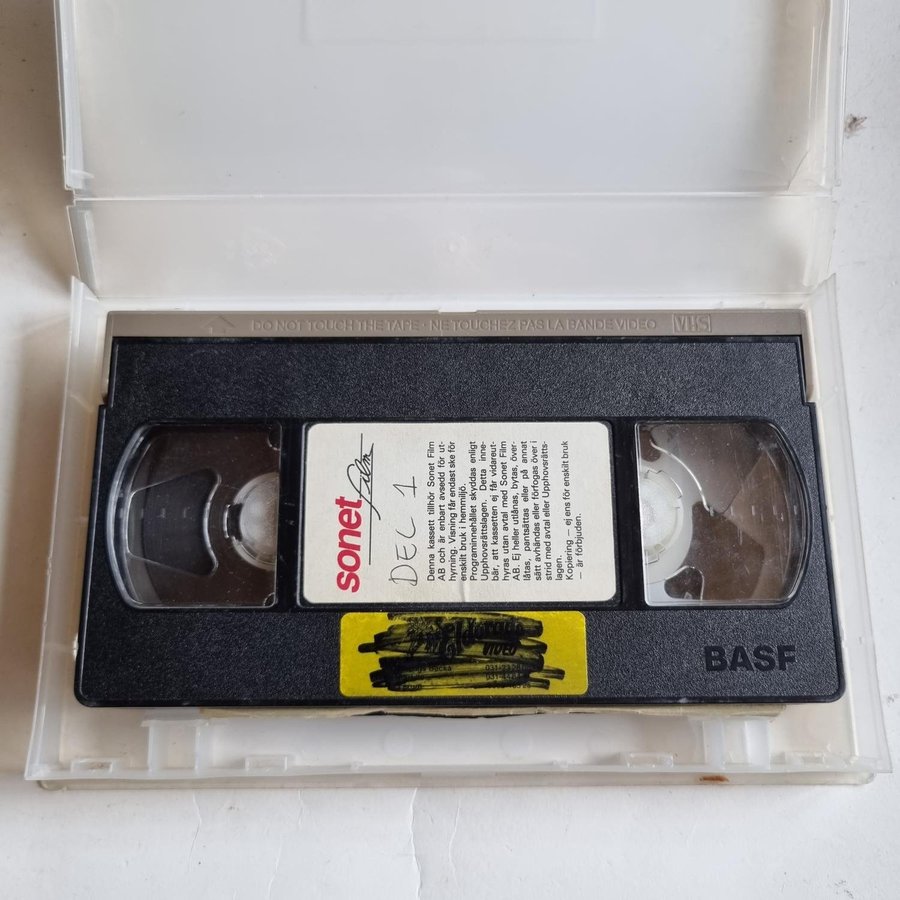 DO NOT TOUCH THE TAPE · NE TOUCHEZ PAS LA BANDE VIDEO VHS
sonet
film
DEL 1
Denna kassett tillhör Sonet Film
AB och är enbart avsedd för ut-
hyrning. Visning får endast ske för
enskilt bruk i hemmiljö.
Programinnehållet skyddas enligt
Upphovsrättslagen. Detta inne-
bär, att kassetten ej får vidareut-
hyras utan avtal med Sonet Film
AB. Ej heller utlånas, bytas, över-
låtas, pantsättas eller på annat
sätt avhändas eller förfogas över i
strid med avtal eller Upphovsrätts-
lagen.
Kopiering — ej ens för enskilt bruk
— är förbjuden.
VIDEO
Backa
BASF